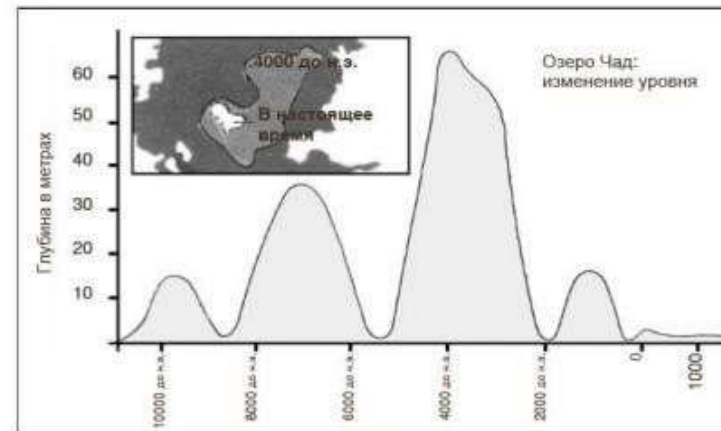 Озеро Чад:
изменение уровня
4000 до н.э.
В настоящее
время
Глубина в метрах
60
50
40
30
20
10
10000 до н.э.
8000 до н.э.
6000 до н.э.
4000 до н.э.
2000 до н.э.
0
1000